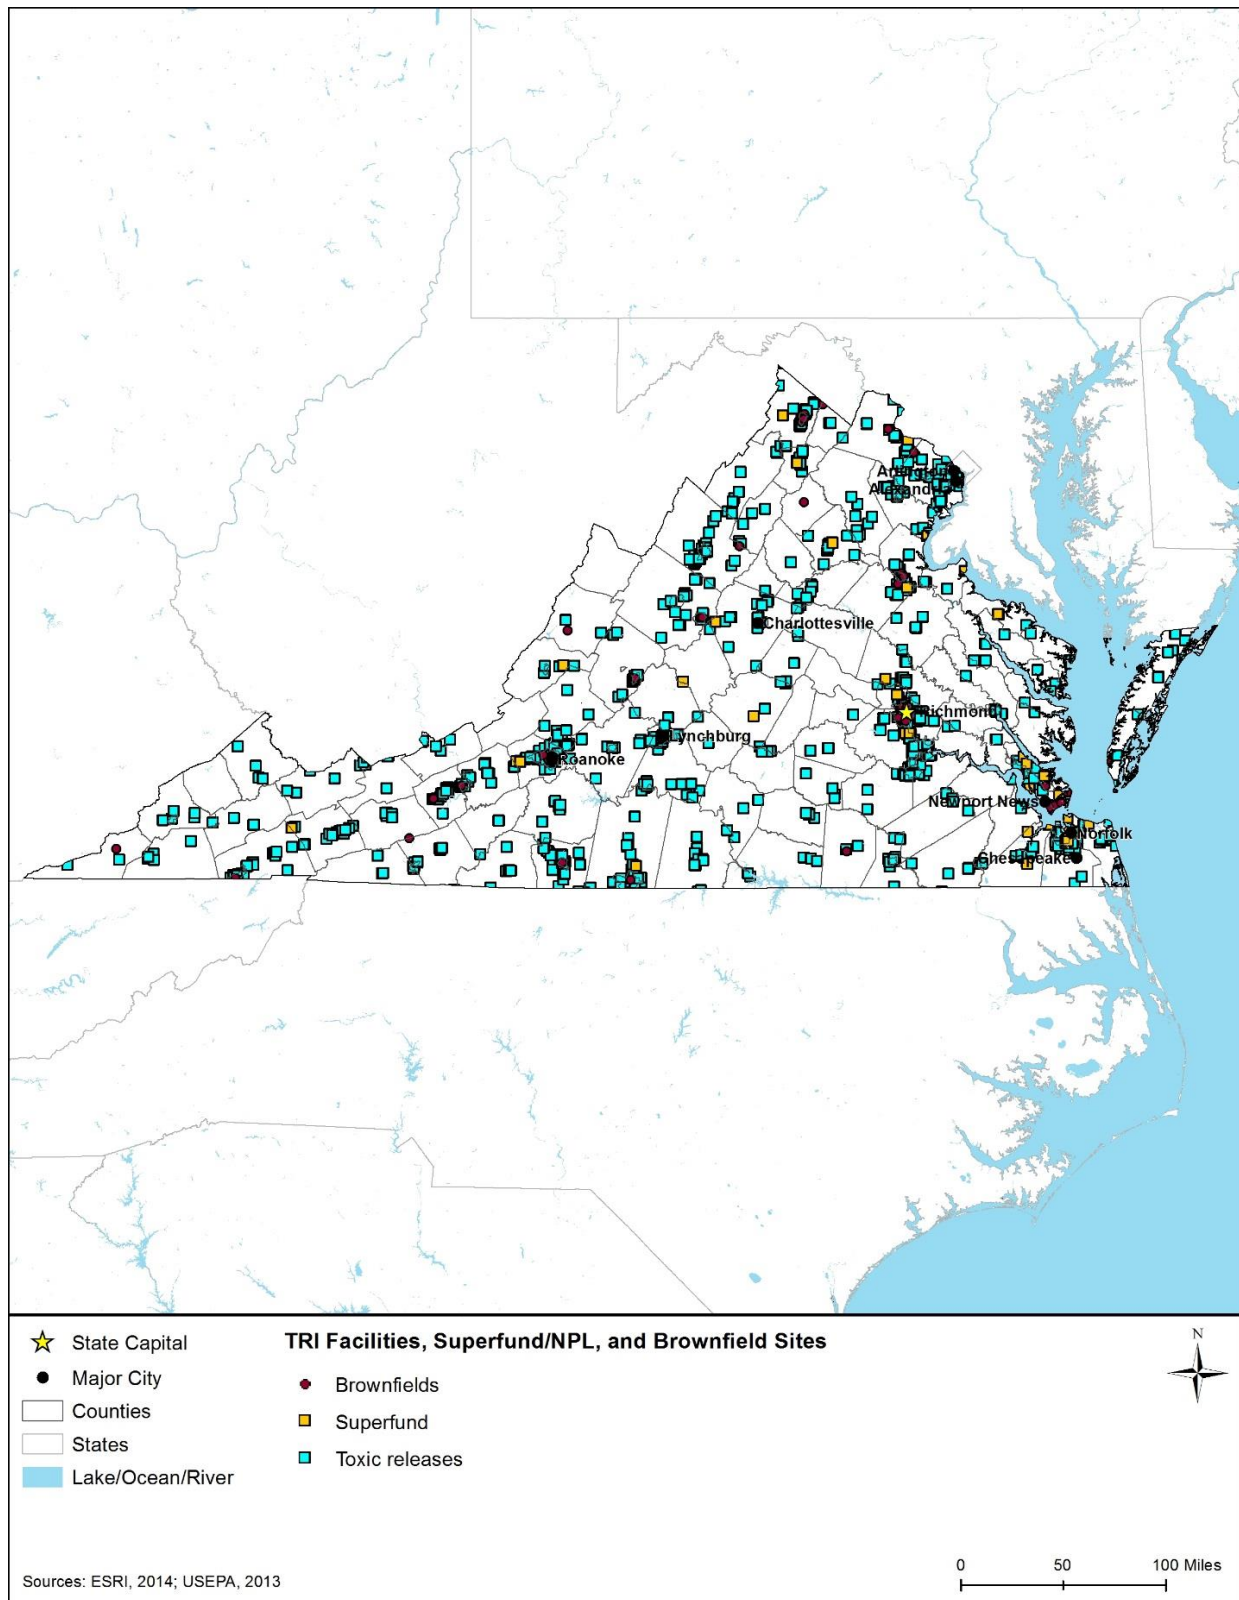 Arlington
Alexandria
Charlottesville
Richmond
Lynchburg
Roanoke
Newport News
Norfolk
Chesapeake
State Capital
Major City
Counties
States
Lake/Ocean/River
TRI Facilities, Superfund/NPL, and Brownfield Sites
Brownfields
Superfund
Toxic releases
N
Sources: ESRI, 2014; USEPA, 2013
0 50 100 Miles